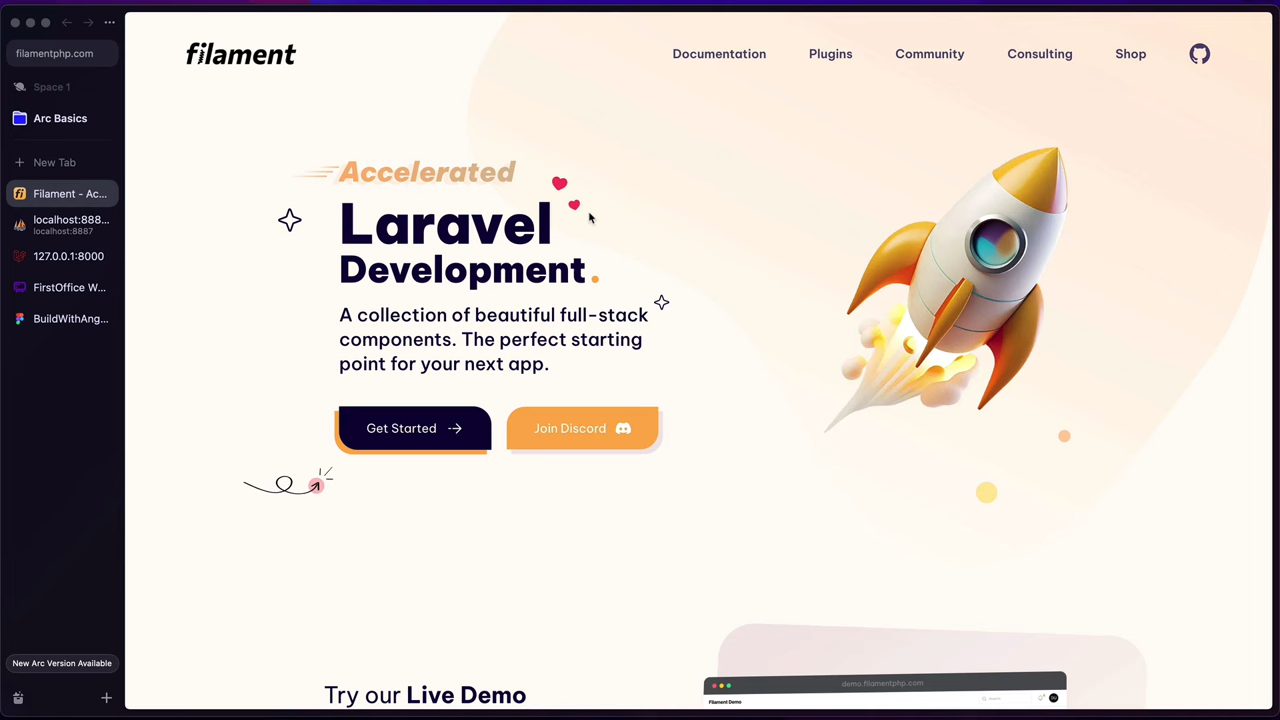 filamentphp.com
Space 1
Arc Basics
New Tab
Filament - Ac...
localhost:888...
localhost:8887
127.0.0.1:8000
FirstOffice W...
BuildWithAng...
New Arc Version Available
filament
Documentation
Plugins
Community
Consulting
Shop
Accelerated
Laravel
Development.
A collection of beautiful full-stack
components. The perfect starting
point for your next app.
Get Started
Join Discord
Try our Live Demo
demo.filamentphp.com
Filament Demo
Search